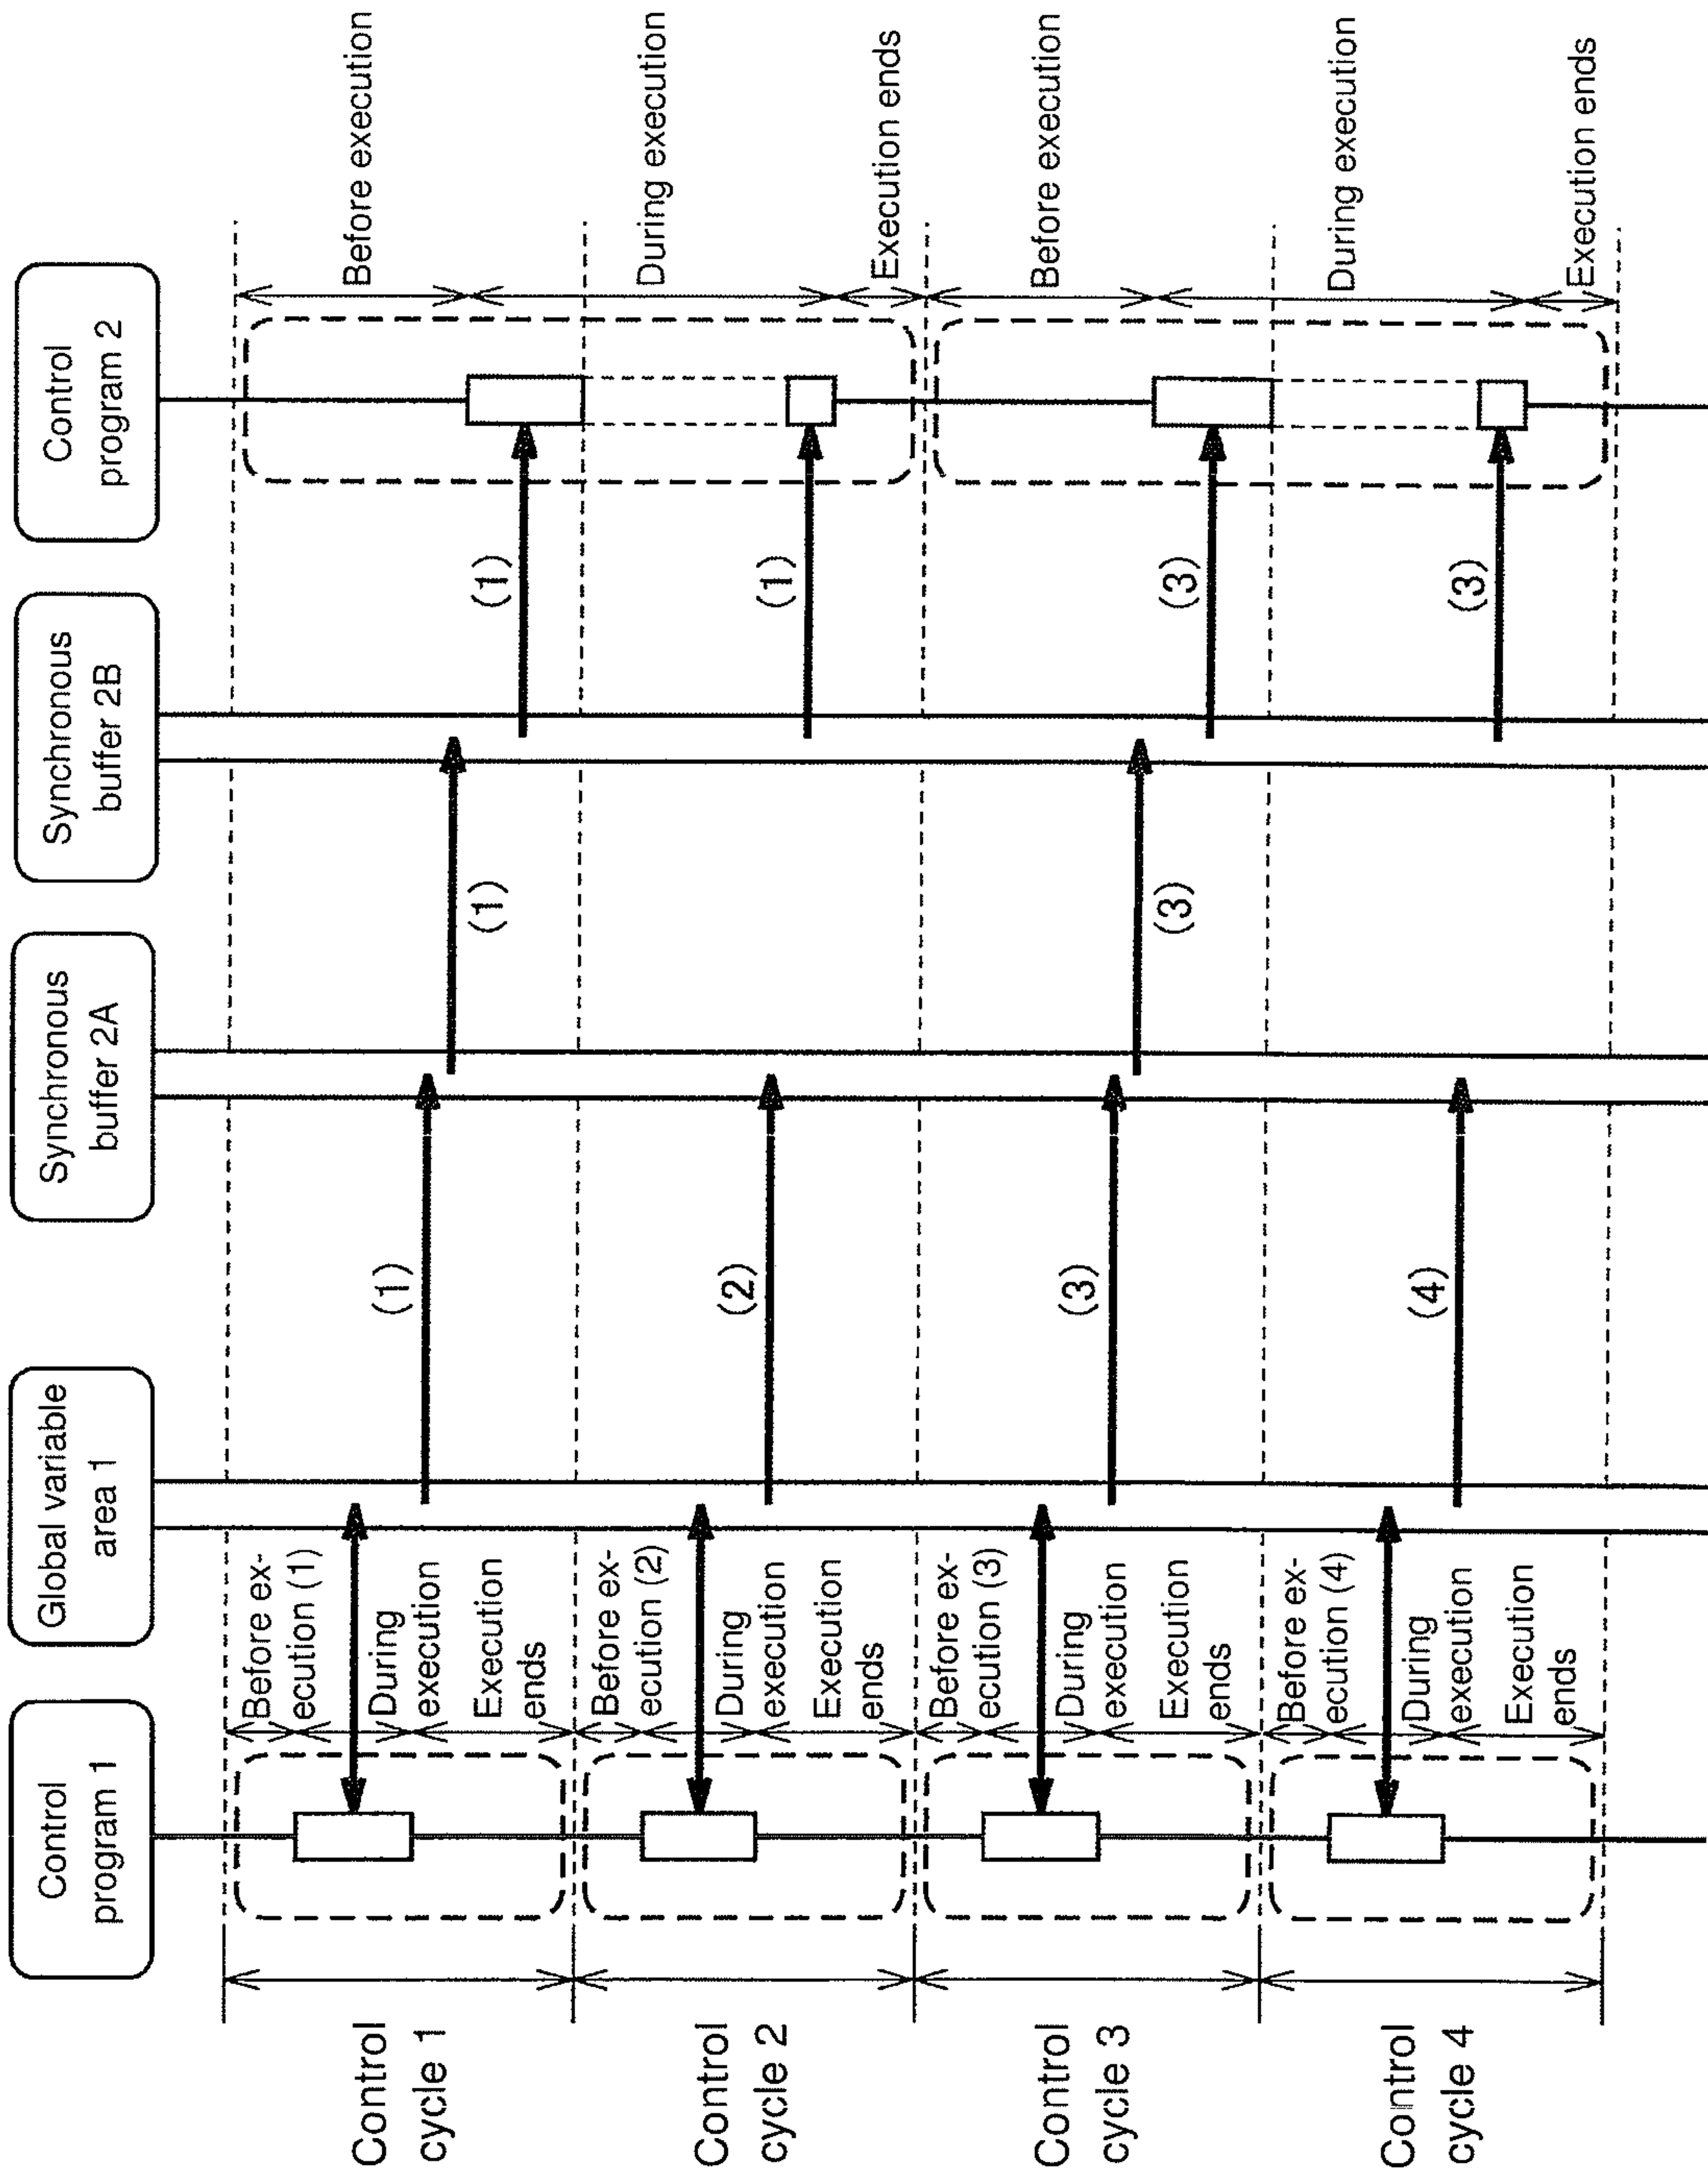 Control
program 1
Global variable
area 1
Synchronous
buffer 2A
Synchronous
buffer 2B
Control
program 2
Control
cycle 1
Before ex-
ecution (1)
During
execution
Execution
ends
(1)
(1)
(1)
Before execution
Control
cycle 2
Before ex-
ecution (2)
During
execution
Execution
ends
(2)
(1)
During execution
Execution ends
Control
cycle 3
Before ex-
ecution (3)
During
execution
Execution
ends
(3)
(3)
(3)
Before execution
Control
cycle 4
Before ex-
ecution (4)
During
execution
Execution
ends
(4)
(3)
During execution
Execution ends